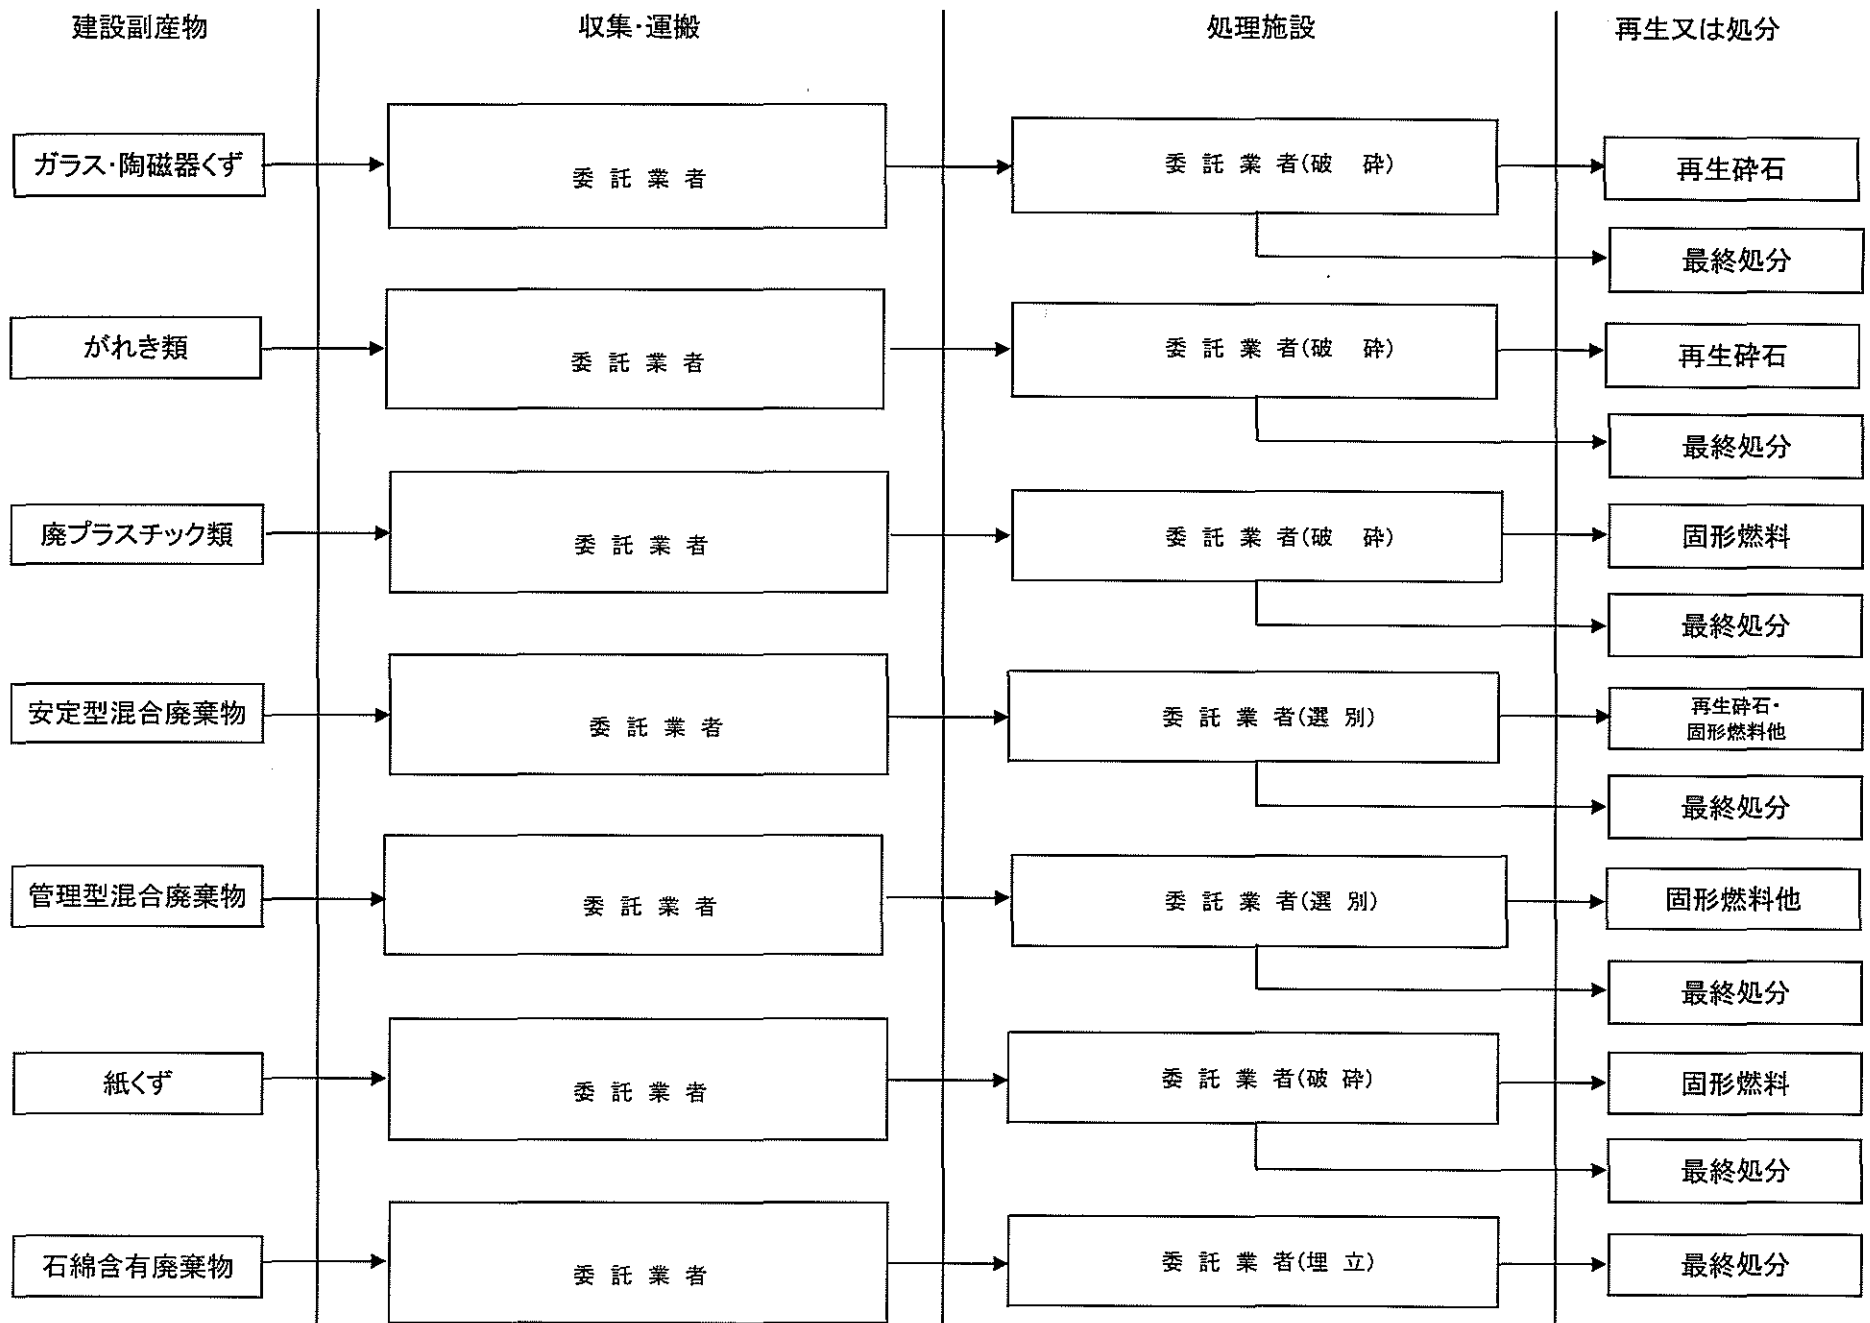 建設副産物
収集・運搬
処理施設
再生又は処分
ガラス・陶磁器くず
委託業者
委託業者(破 砕)
再生砕石
最終処分
がれき類
委託業者
委託業者(破 砕)
再生砕石
最終処分
廃プラスチック類
委託業者
委託業者(破 砕)
固形燃料
最終処分
安定型混合廃棄物
委託業者
委託業者(選別)
再生砕石・
固形燃料他
最終処分
管理型混合廃棄物
委託業者
委託業者(選別)
固形燃料他
最終処分
紙くず
委託業者
委託業者(破砕)
固形燃料
最終処分
石綿含有廃棄物
委託業者
委託業者(埋立)
最終処分